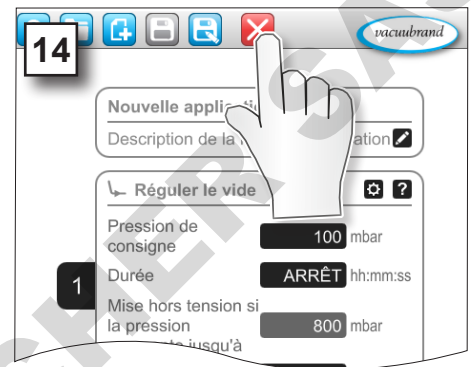 14
vacuubrand
Nouvelle applicati
Description de la
ation
Réguler le vide
?
Pression de
consigne
100 mbar
Durée
ARRÊT hh:mm:ss
1
Mise hors tension si
la pression
800 mbar
jusqu'à